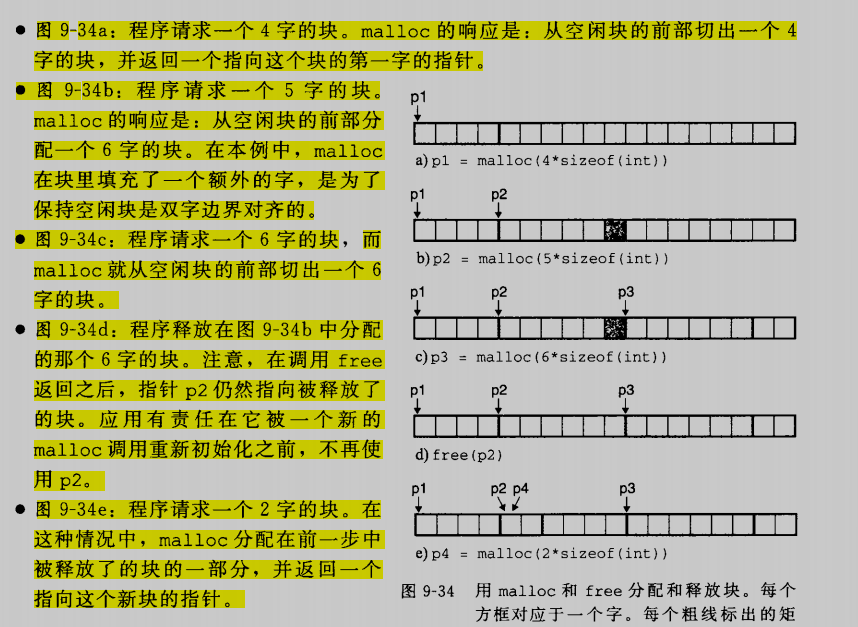 ● 图 9-34a：程序请求一个 4 字的块。malloc 的响应是：从空闲块的前部切出一个 4
字的块，并返回一个指向这个块的第一字的指针。
● 图 9-34b：程序请求一个 5 字的块。
malloc 的响应是：从空闲块的前部分
配一个 6 字的块。在本例中，malloc
在块里填充了一个额外的字，是为了
保持空闲块是双字边界对齐的。
● 图 9-34c：程序请求一个 6 字的块，而
malloc 就从空闲块的前部切出一个 6
字的块。
● 图 9-34d：程序释放在图 9-34b 中分配
的那个 6 字的块。注意，在调用 free
返回之后，指针 p2 仍然指向被释放了
的块。应用有责任在它被一个新的
malloc 调用重新初始化之前，不再使
用 p2。
● 图 9-34e：程序请求一个 2 字的块。在
这种情况中，malloc 分配在前一步中
被释放了的块的一部分，并返回一个
指向这个新块的指针。
p1
a) p1 = malloc(4*sizeof(int))
p1 p2
b) p2 = malloc(5*sizeof(int))
p1 p2 p3
c) p3 = malloc(6*sizeof(int))
p1 p2 p3
d) free(p2)
p1 p2 p4 p3
e) p4 = malloc(2*sizeof(int))
图 9-34 用 malloc 和 free 分配和释放块。每个
方框对应于一个字。每个粗线标出的矩